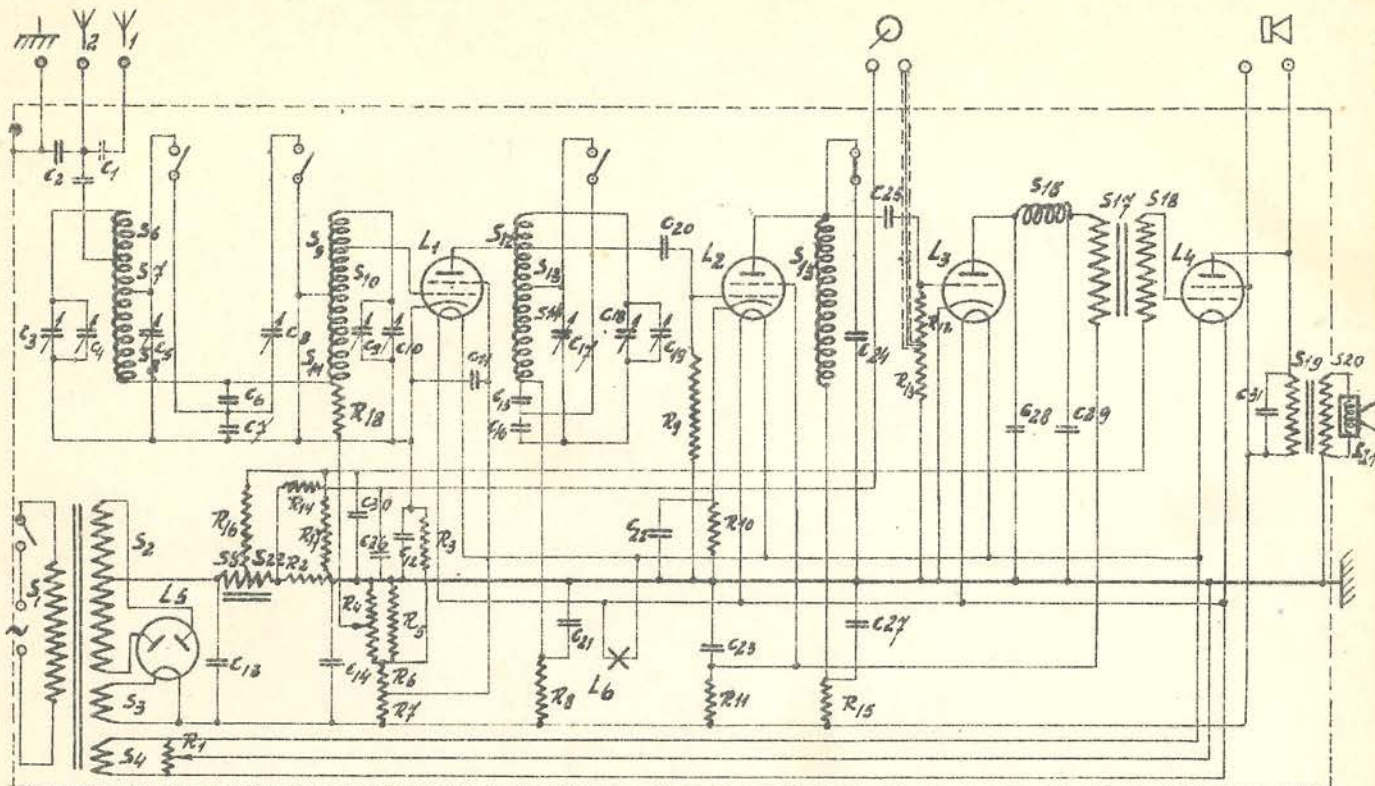 2 1
C2 C1
S6 S7 S8 C3 C4 C5
C6 C7 C8
S9 S10 S11 C9 C10 R18
L1 C11
S12 S13 S14 C15 C16 C17 C18 C19
C20 R9 L2
S15 C24 C25
L3 R12 R13
S18 C28 C29
S17 S18 L4
S19 S20 C31 S21
R16 R14 R17 C30 C26 C12 R3
C22 R10
S1 S2 L5 S3 S4 R1
S5 S22 R2 C13 C14
R4 R5 R6 R7
C21 R8 L6
C23 R11 C27 R15
~